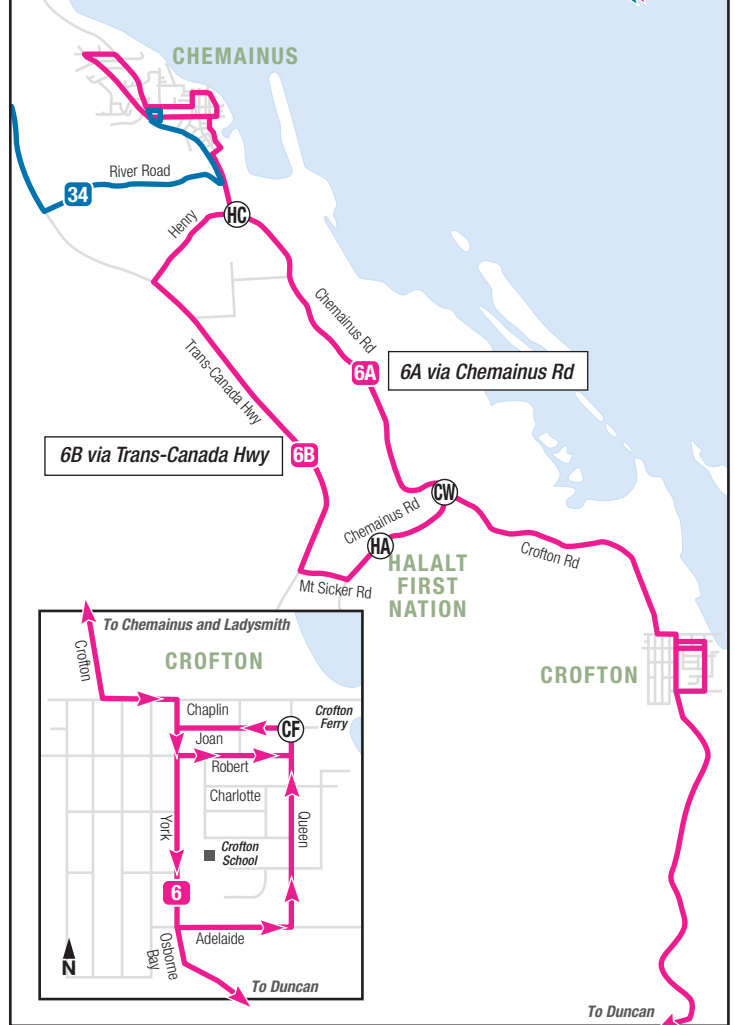 CHEMAINUS
River Road
34
HC
Henry
Chemainus Rd
Trans-Canada Hwy
6A
6A via Chemainus Rd
6B via Trans-Canada Hwy
6B
CW
Chemainus Rd
HA
Crofton Rd
HALALT
FIRST
NATION
Mt Sicker Rd
CROFTON
To Duncan
To Chemainus and Ladysmith
Crofton
CROFTON
Chaplin
Crofton
Ferry
CF
Joan
Robert
Charlotte
York
Queen
Crofton
School
6
Adelaide
Osborne
Bay
N
To Duncan